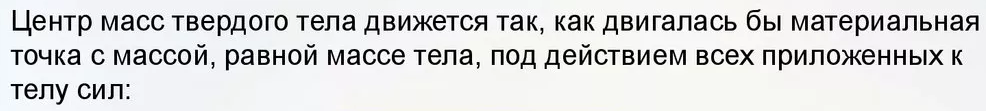 Центр масс твердого тела движется так, как двигалась бы материальная
точка с массой, равной массе тела, под действием всех приложенных к
телу сил: